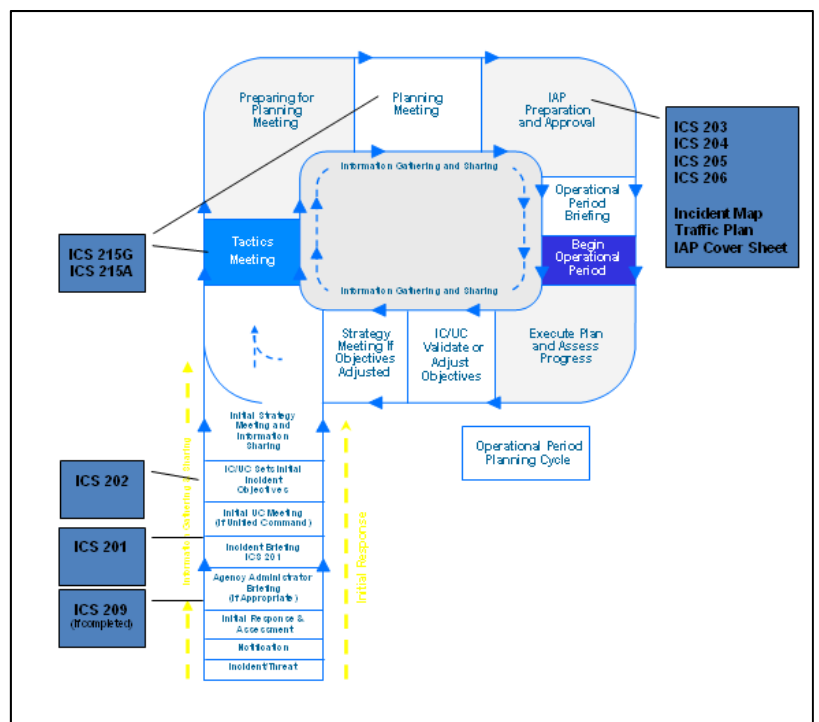 Preparing for
Planning
Meeting
Planning
Meeting
IAP
Preparation
and Approval
ICS 203
ICS 204
ICS 205
ICS 206
Incident Map
Traffic Plan
IAP Cover Sheet
Information Gathering and Sharing
Operational
Period
Briefing
ICS 215G
ICS 215A
Tactics
Meeting
Begin
Operational
Period
Information Gathering and Sharing
Strategy
Meeting If
Objectives
Adjusted
IC/UC
Validate or
Adjust
Objectives
Execute Plan
and Assess
Progress
Initial Strategy
Meeting and
Information
Sharing
Operational Period
Planning Cycle
ICS 202
IC/UC Sets Initial
Incident
Objectives
Initial UC Meeting
(If Unified Command)
ICS 201
Incident Briefing
ICS 201
Agency Administrator
Briefing
(If Appropriate)
ICS 209
(If completed)
Initial Response &
Assessment
Notification
Incident/Threat
Information Gathering & Sharing
Initial Response